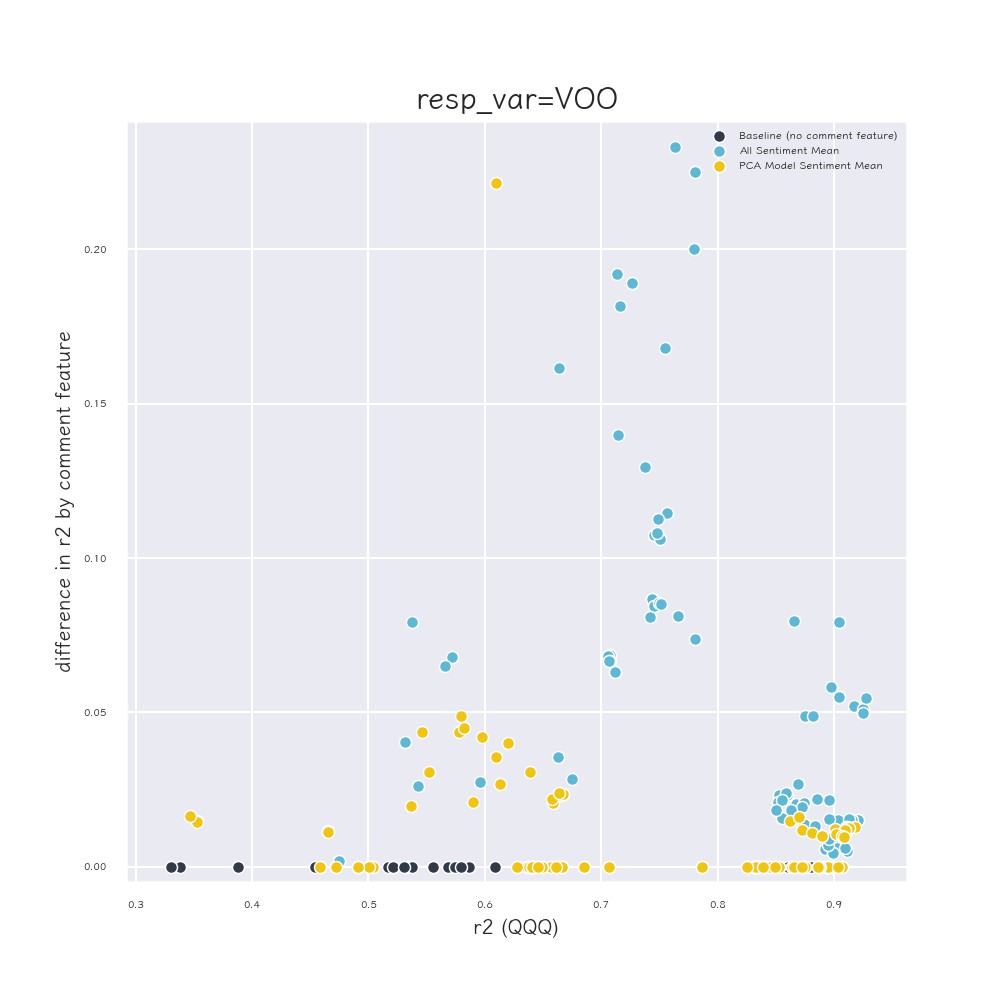 resp_var=VOO
Baseline (no comment feature)
All Sentiment Mean
PCA Model Sentiment Mean
difference in r2 by comment feature
0.20
0.15
0.10
0.05
0.00
0.3 0.4 0.5 0.6 0.7 0.8 0.9
r2 (QQQ)